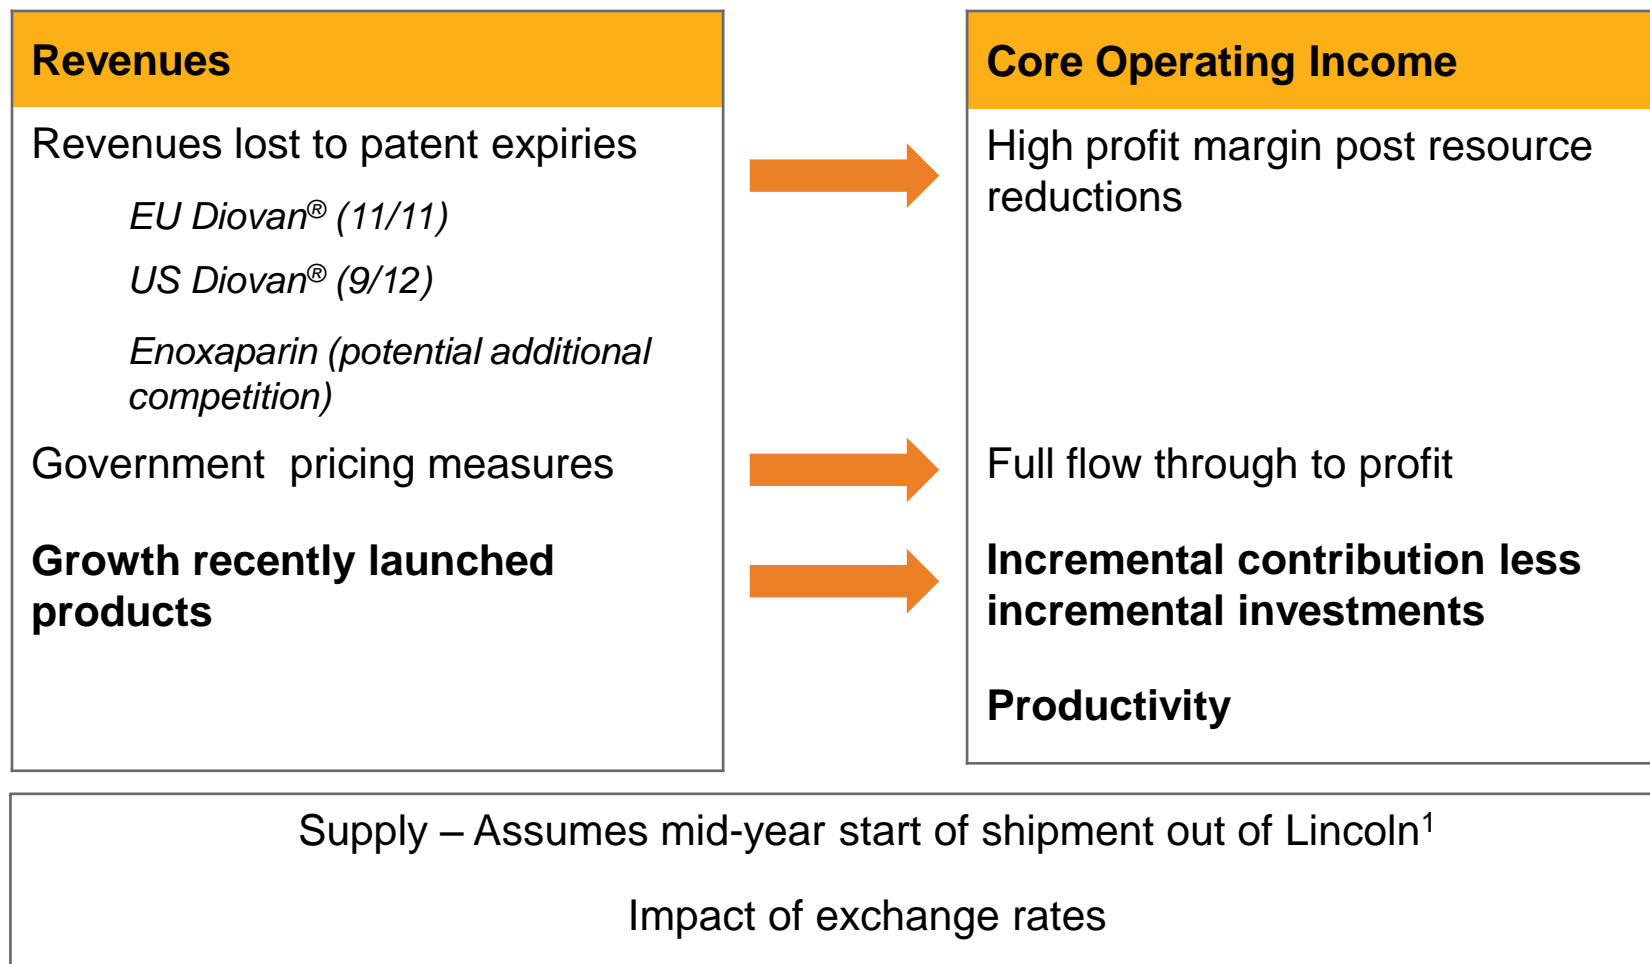 Revenues
Revenues lost to patent expiries
EU Diovan® (11/11)
US Diovan® (9/12)
Enoxaparin (potential additional
competition)
Government  pricing measures
Growth recently launched
products
Core Operating Income
High profit margin post resource
reductions
Full flow through to profit
Incremental contribution less
incremental investments
Productivity
Supply – Assumes mid-year start of shipment out of Lincoln¹
Impact of exchange rates